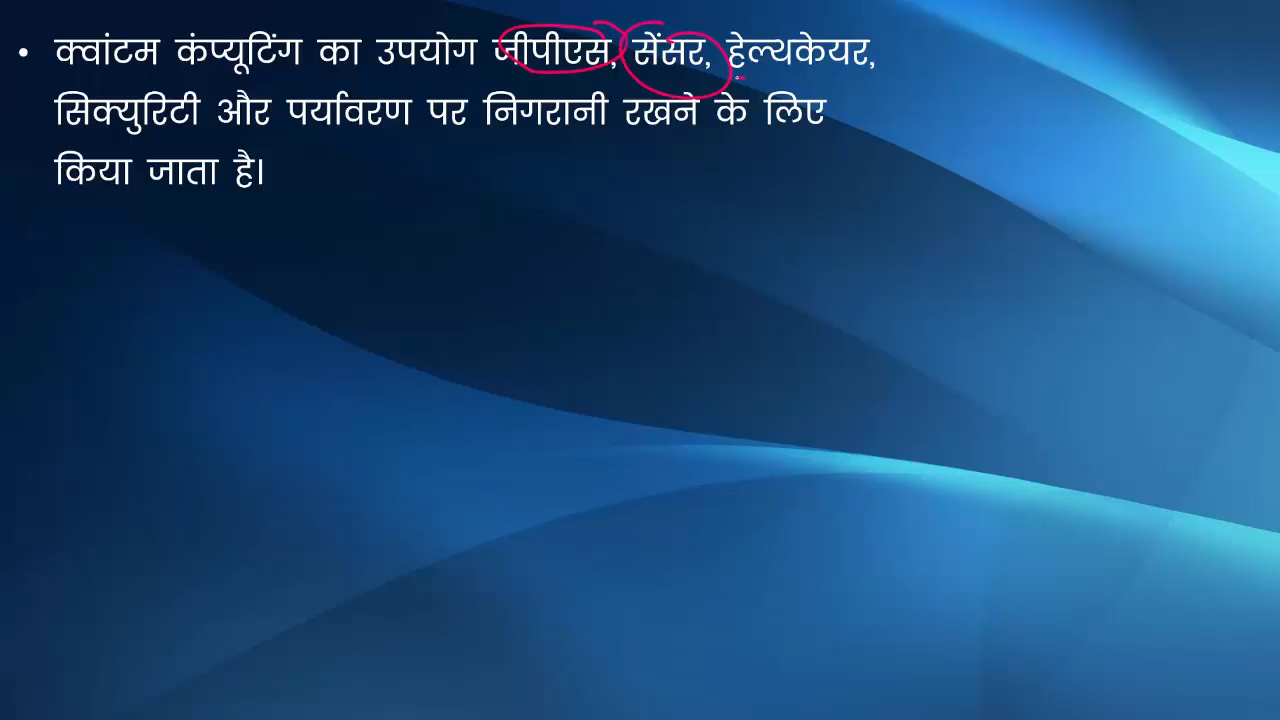 • क्वांटम कंप्यूटिंग का उपयोग जीपीएस, सेंसर, हेल्थकेयर,
सिक्युरिटी और पर्यावरण पर निगरानी रखने के लिए
किया जाता है।